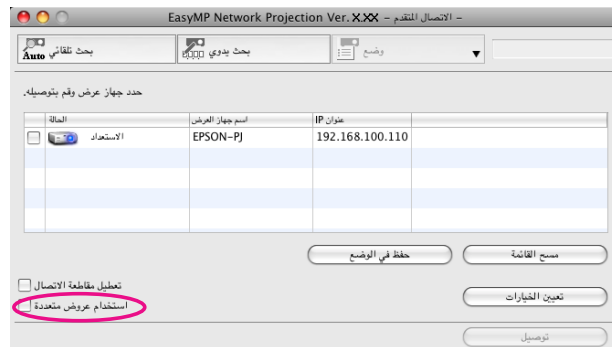 EasyMP Network Projection Ver. X.XX – الاتصال المتقدم –
Auto بحث تلقائي بحث يدوي وضع
حدد جهاز عرض وقم بتوصيله.
الحالة اسم جهاز العرض عنوان IP
الاستعداد EPSON-PJ 192.168.100.110
حفظ في الوضع مسح القائمة
تعطيل مقاطعة الاتصال
استخدام عروض متعددة
تعيين الخيارات
توصيل